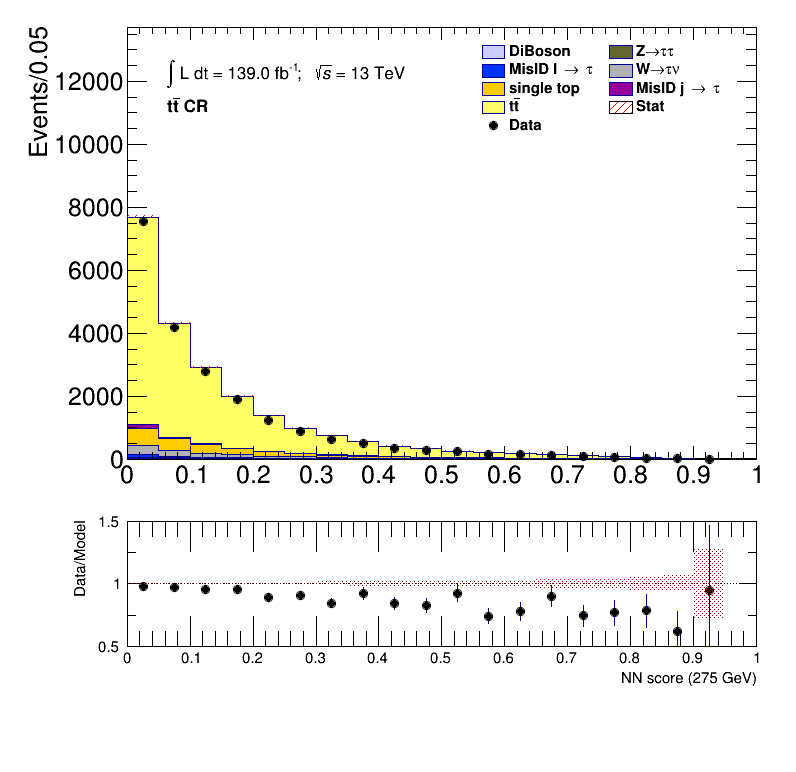 Events/0.05
12000
10000
8000
6000
4000
2000
0
∫ L dt = 139.0 fb⁻¹; √s = 13 TeV
tt̄ CR
DiBoson
MisID l → τ
single top
tt̄
Data
Z→ττ
W→τν
MisID j → τ
Stat
0 0.1 0.2 0.3 0.4 0.5 0.6 0.7 0.8 0.9 1
Data/Model
1.5
1
0.5
0 0.1 0.2 0.3 0.4 0.5 0.6 0.7 0.8 0.9 1
NN score (275 GeV)